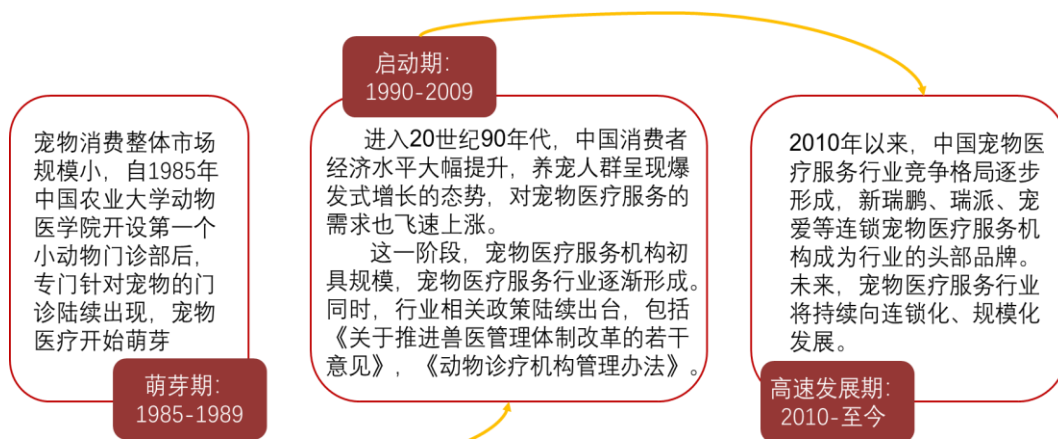 宠物消费整体市场
规模小，自1985年
中国农业大学动物
医学院开设第一个
小动物门诊部后，
专门针对宠物的门
诊陆续出现，宠物
医疗开始萌芽
萌芽期：
1985-1989
启动期：
1990-2009
进入20世纪90年代，中国消费者
经济水平大幅提升，养宠人群呈现爆
发式增长的态势，对宠物医疗服务的
需求也飞速上涨。
这一阶段，宠物医疗服务机构初
具规模，宠物医疗服务行业逐渐形成。
同时，行业相关政策陆续出台，包括
《关于推进兽医管理体制改革的若干
意见》，《动物诊疗机构管理办法》。
2010年以来，中国宠物医
疗服务行业竞争格局逐步
形成，新瑞鹏、瑞派、宠
爱等连锁宠物医疗服务机
构成为行业的头部品牌。
未来，宠物医疗服务行业
将持续向连锁化、规模化
发展。
高速发展期：
2010-至今